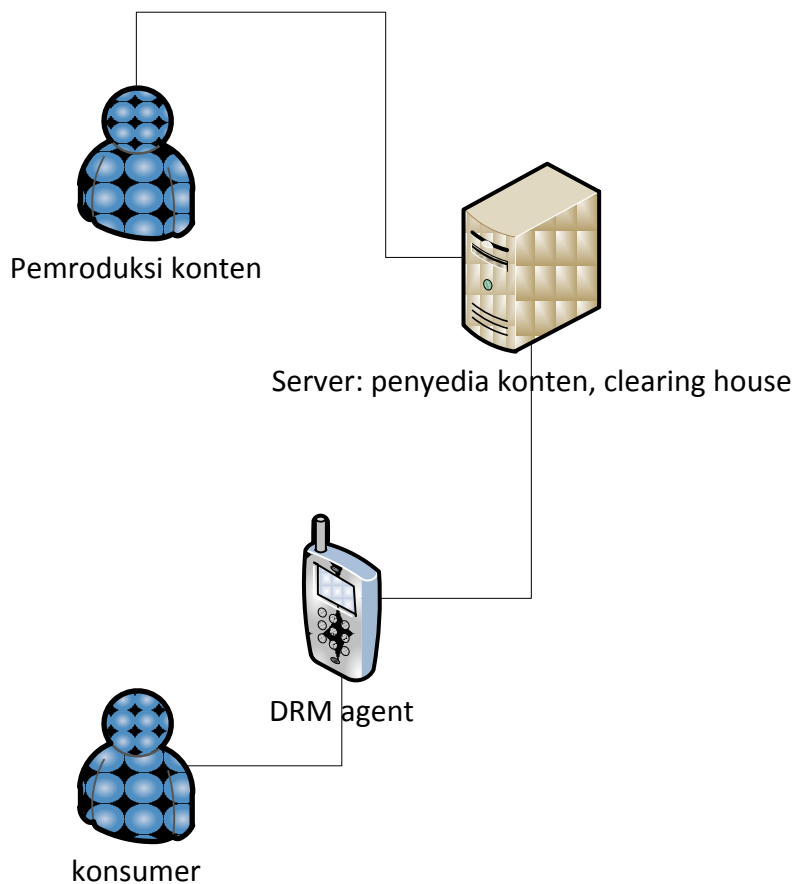 Pemroduksi konten
Server: penyedia konten, clearing house
DRM agent
konsumer